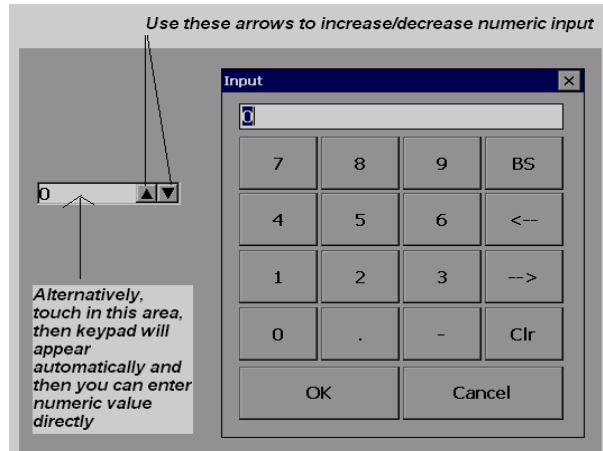 Use these arrows to increase/decrease numeric input
Input
0
7 8 9 BS
0
4 5 6 <--
1 2 3 -->
Alternatively,
touch in this area,
then keypad will
appear
automatically and
then you can enter
numeric value
directly
0 . - Clr
OK Cancel